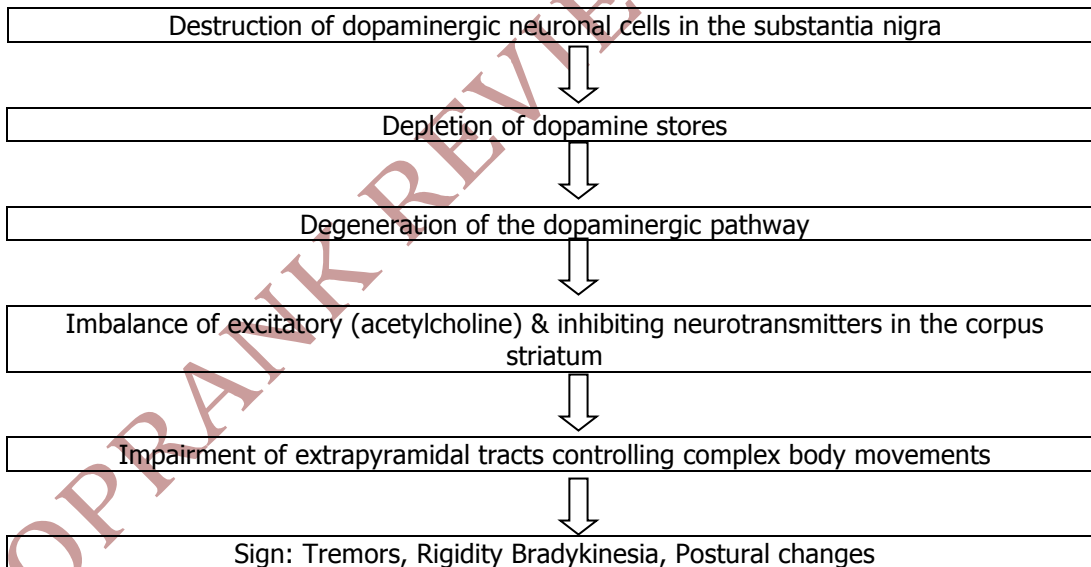 Destruction of dopaminergic neuronal cells in the substantia nigra
Depletion of dopamine stores
Degeneration of the dopaminergic pathway
Imbalance of excitatory (acetylcholine) & inhibiting neurotransmitters in the corpus
striatum
Impairment of extrapyramidal tracts controlling complex body movements
Sign: Tremors, Rigidity Bradykinesia, Postural changes
OPRANK REVIE